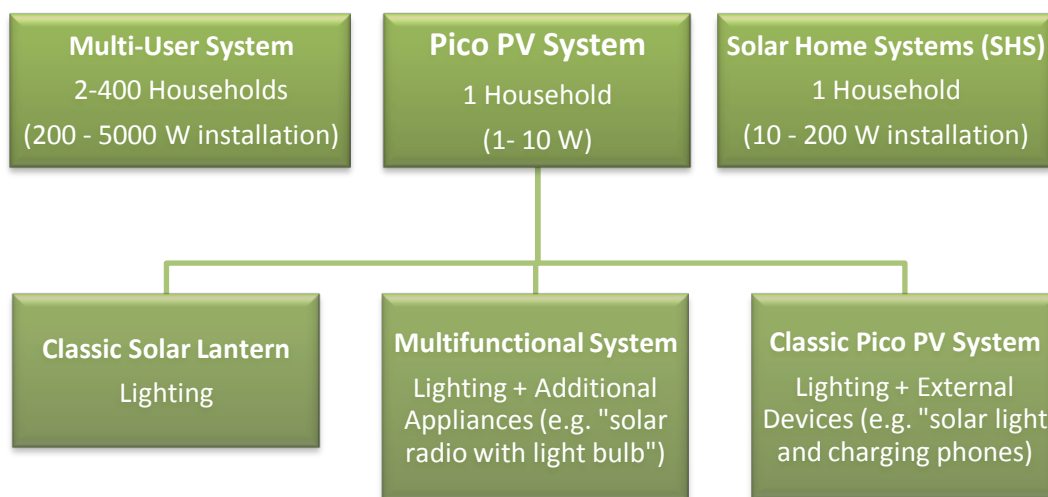 Multi-User System
2-400 Households
(200 - 5000 W installation)
Pico PV System
1 Household
(1- 10 W)
Solar Home Systems (SHS)
1 Household
(10 - 200 W installation)
Classic Solar Lantern
Lighting
Multifunctional System
Lighting + Additional
Appliances (e.g. "solar
radio with light bulb")
Classic Pico PV System
Lighting + External
Devices (e.g. "solar light
and charging phones)